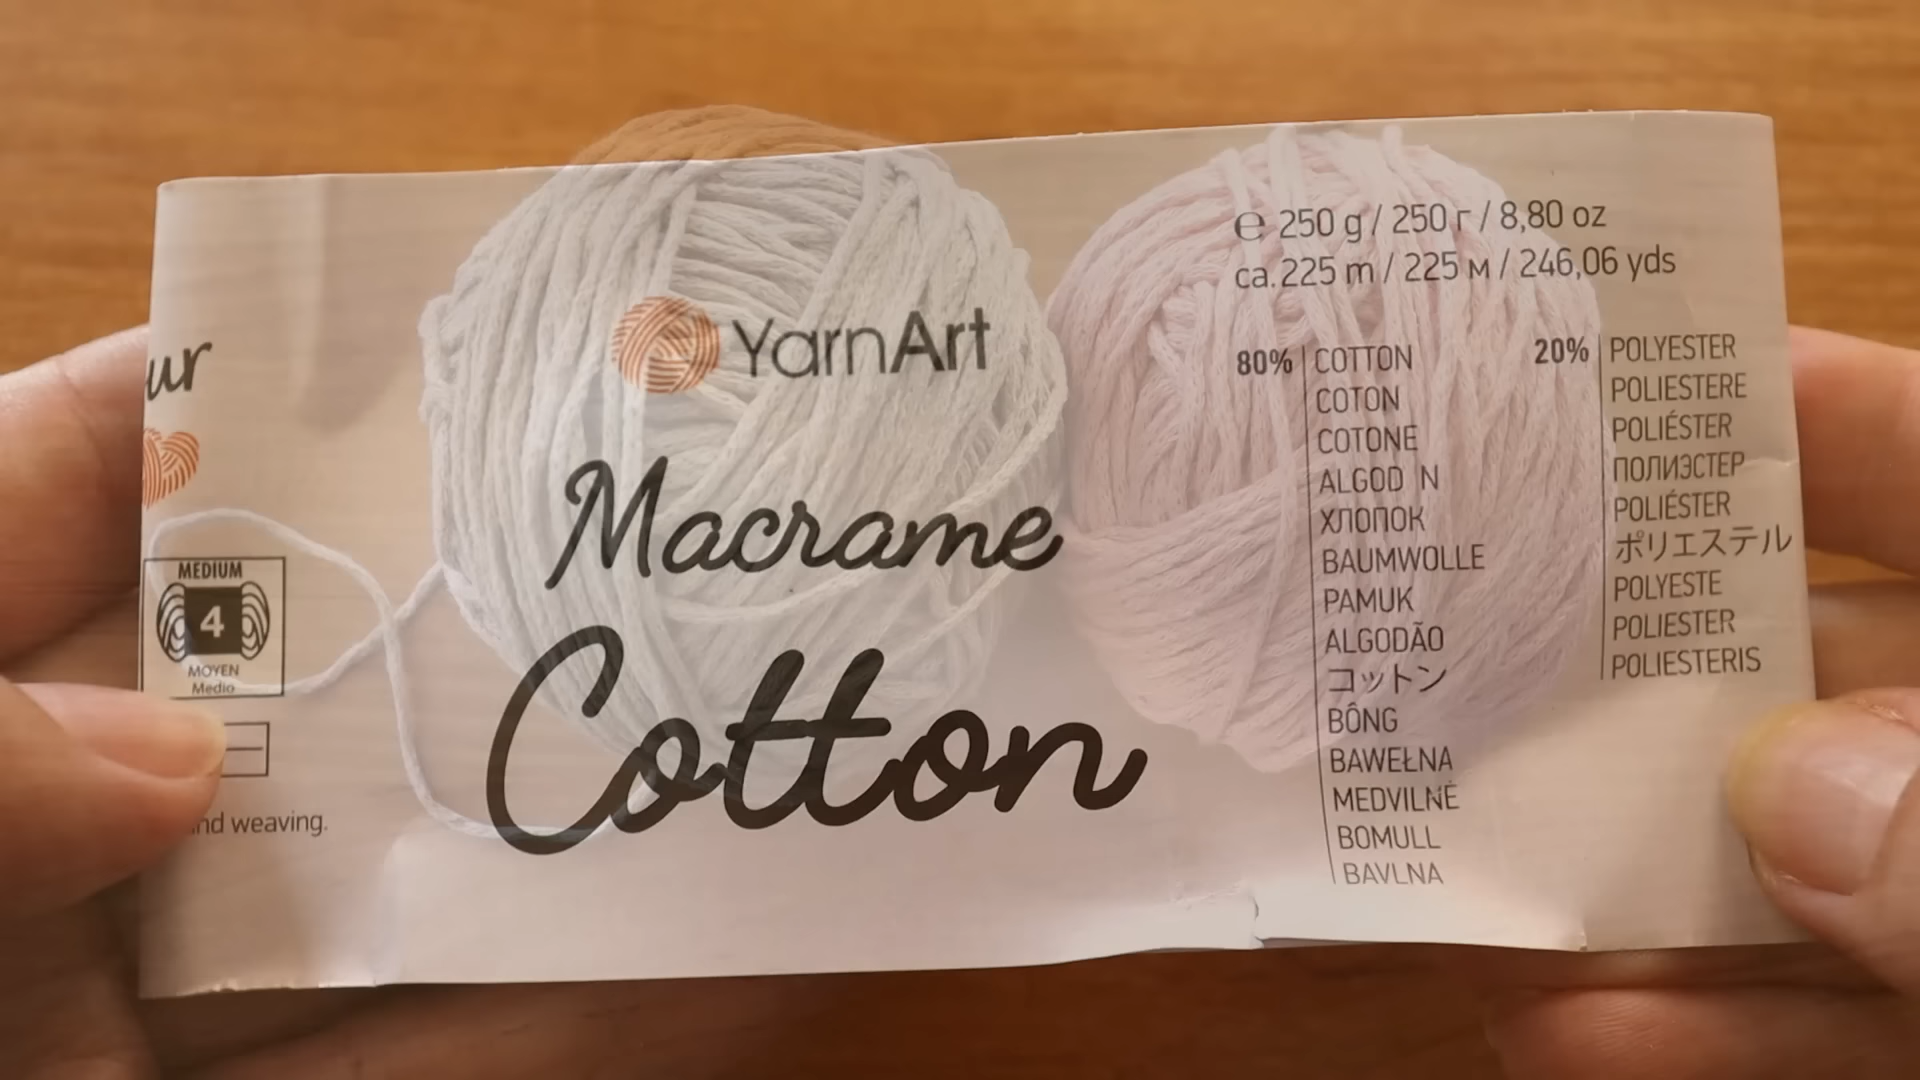 ur
MEDIUM
4
MOYEN
Medio
nd weaving.
YarnArt
Macrame
Cotton
℮ 250 g / 250 г / 8,80 oz
ca. 225 m / 225 м / 246,06 yds
80%
COTTON
COTON
COTONE
ALGOD N
ХЛОПОК
BAUMWOLLE
PAMUK
ALGODÃO
コットン
BÔNG
BAWEŁNA
MEDVILNĖ
BOMULL
BAVLNA
20%
POLYESTER
POLIESTERE
POLIÉSTER
ПОЛИЭСТЕР
POLIÉSTER
ポリエステル
POLYESTE
POLIESTER
POLIESTERIS